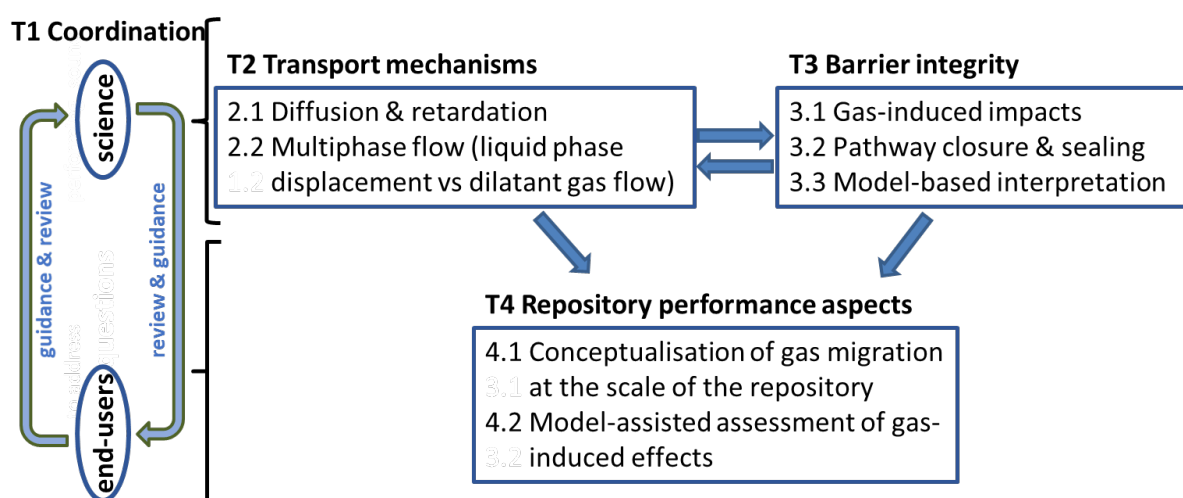 T1 Coordination
science
end-users
guidance & review
review & guidance
questions
address
T2 Transport mechanisms
2.1 Diffusion & retardation
2.2 Multiphase flow (liquid phase
1.2 displacement vs dilatant gas flow)
T3 Barrier integrity
3.1 Gas-induced impacts
3.2 Pathway closure & sealing
3.3 Model-based interpretation
T4 Repository performance aspects
4.1 Conceptualisation of gas migration
3.1 at the scale of the repository
4.2 Model-assisted assessment of gas-
3.2 induced effects